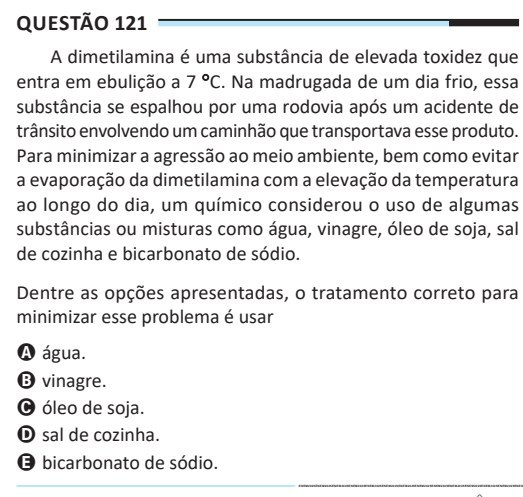 QUESTÃO 121
A dimetilamina é uma substância de elevada toxidez que
entra em ebulição a 7 °C. Na madrugada de um dia frio, essa
substância se espalhou por uma rodovia após um acidente de
trânsito envolvendo um caminhão que transportava esse produto.
Para minimizar a agressão ao meio ambiente, bem como evitar
a evaporação da dimetilamina com a elevação da temperatura
ao longo do dia, um químico considerou o uso de algumas
substâncias ou misturas como água, vinagre, óleo de soja, sal
de cozinha e bicarbonato de sódio.
Dentre as opções apresentadas, o tratamento correto para
minimizar esse problema é usar
A água.
B vinagre.
C óleo de soja.
D sal de cozinha.
E bicarbonato de sódio.